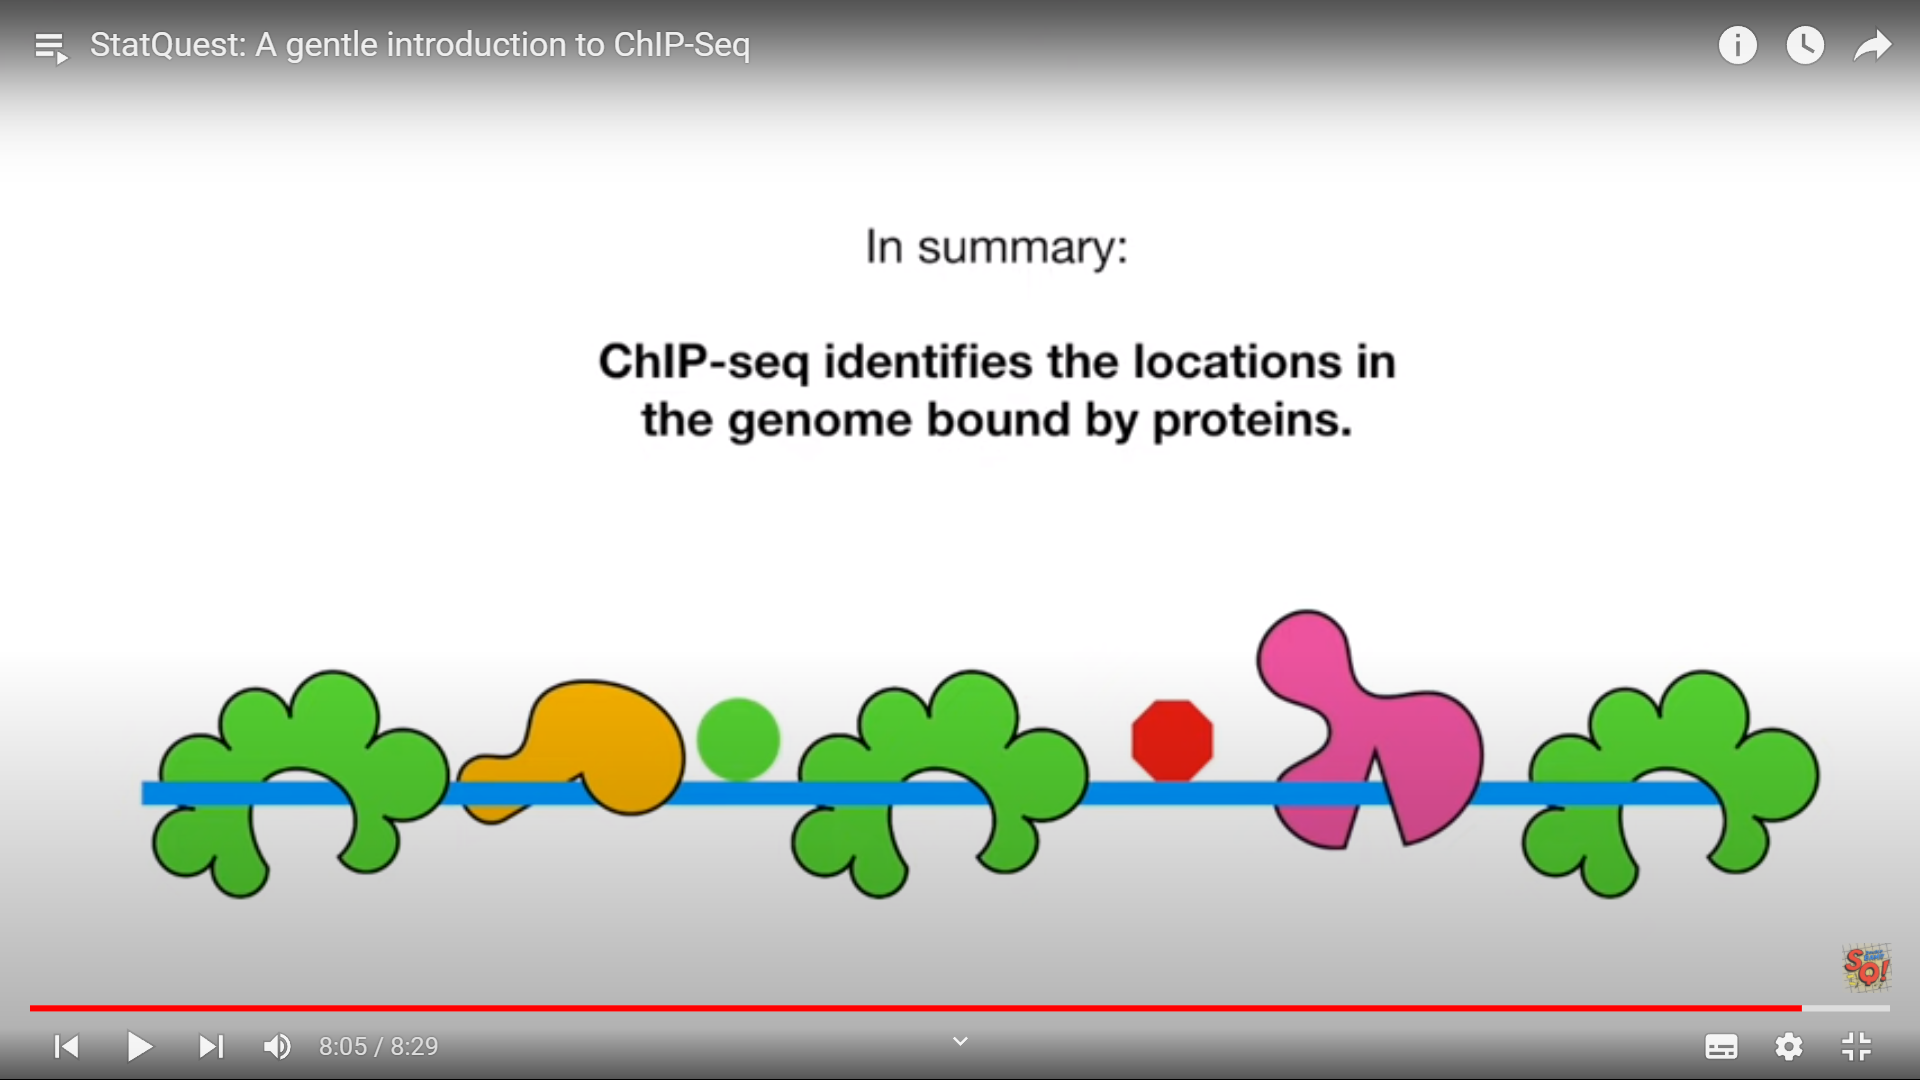 StatQuest: A gentle introduction to ChIP-Seq
In summary:
ChIP-seq identifies the locations in
the genome bound by proteins.
SQ!
8:05 / 8:29